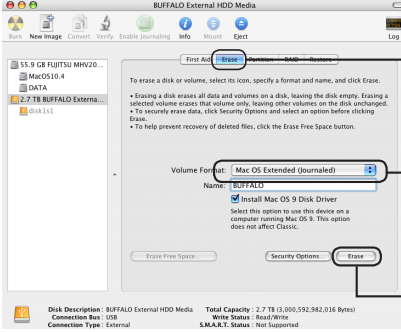 BUFFALO External HDD Media
Burn New Image Convert Verify Enable Journaling Info Mount Eject Log
First Aid Erase Partition RAID Restore
55.9 GB FUJITSU MHV20...
MacOS10.4
DATA
2.7 TB BUFFALO Externa...
disk1s1
To erase a disk or volume, select its icon, specify a format and name, and click Erase.
• Erasing a disk erases all data and volumes on a disk, leaving the disk empty. Erasing a
selected volume erases that volume only, leaving other volumes on the disk unchanged.
• To securely erase data, click Security Options and select an option before clicking
Erase.
• To help prevent recovery of deleted files, click the Erase Free Space button.
Volume Format: Mac OS Extended (Journaled)
Name: BUFFALO
Install Mac OS 9 Disk Driver
Select this option to use this device on a
computer running Mac OS 9. This option
does not affect Classic.
Erase Free Space... Security Options... Erase
Disk Description : BUFFALO External HDD Media Total Capacity : 2.7 TB (3,000,592,982,016 Bytes)
Connection Bus : USB Write Status : Read/Write
Connection Type : External S.M.A.R.T. Status : Not Supported